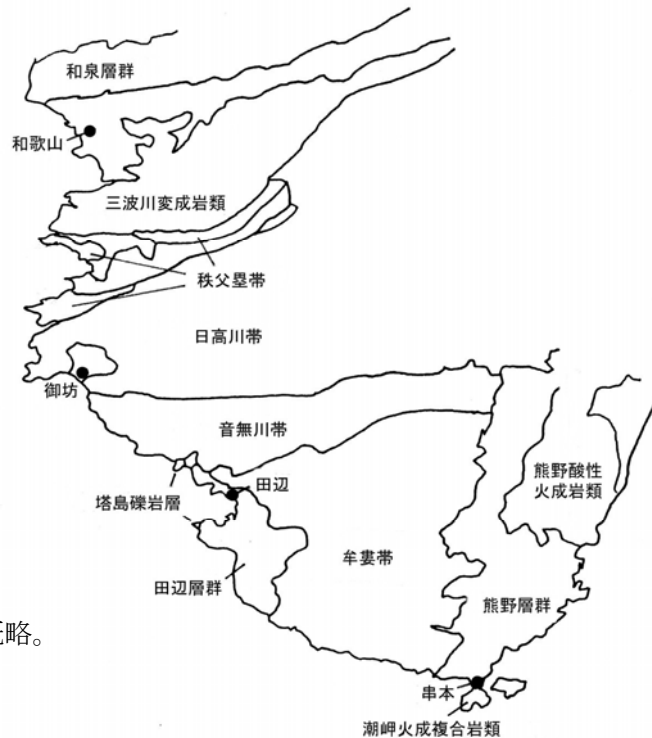 和泉層群
和歌山
三波川変成岩類
秩父塁帯
日高川帯
御坊
音無川帯
熊野酸性
火成岩類
田辺
塔島礫岩層
牟婁帯
田辺層群
熊野層群
既略。
串本
潮岬火成複合岩類